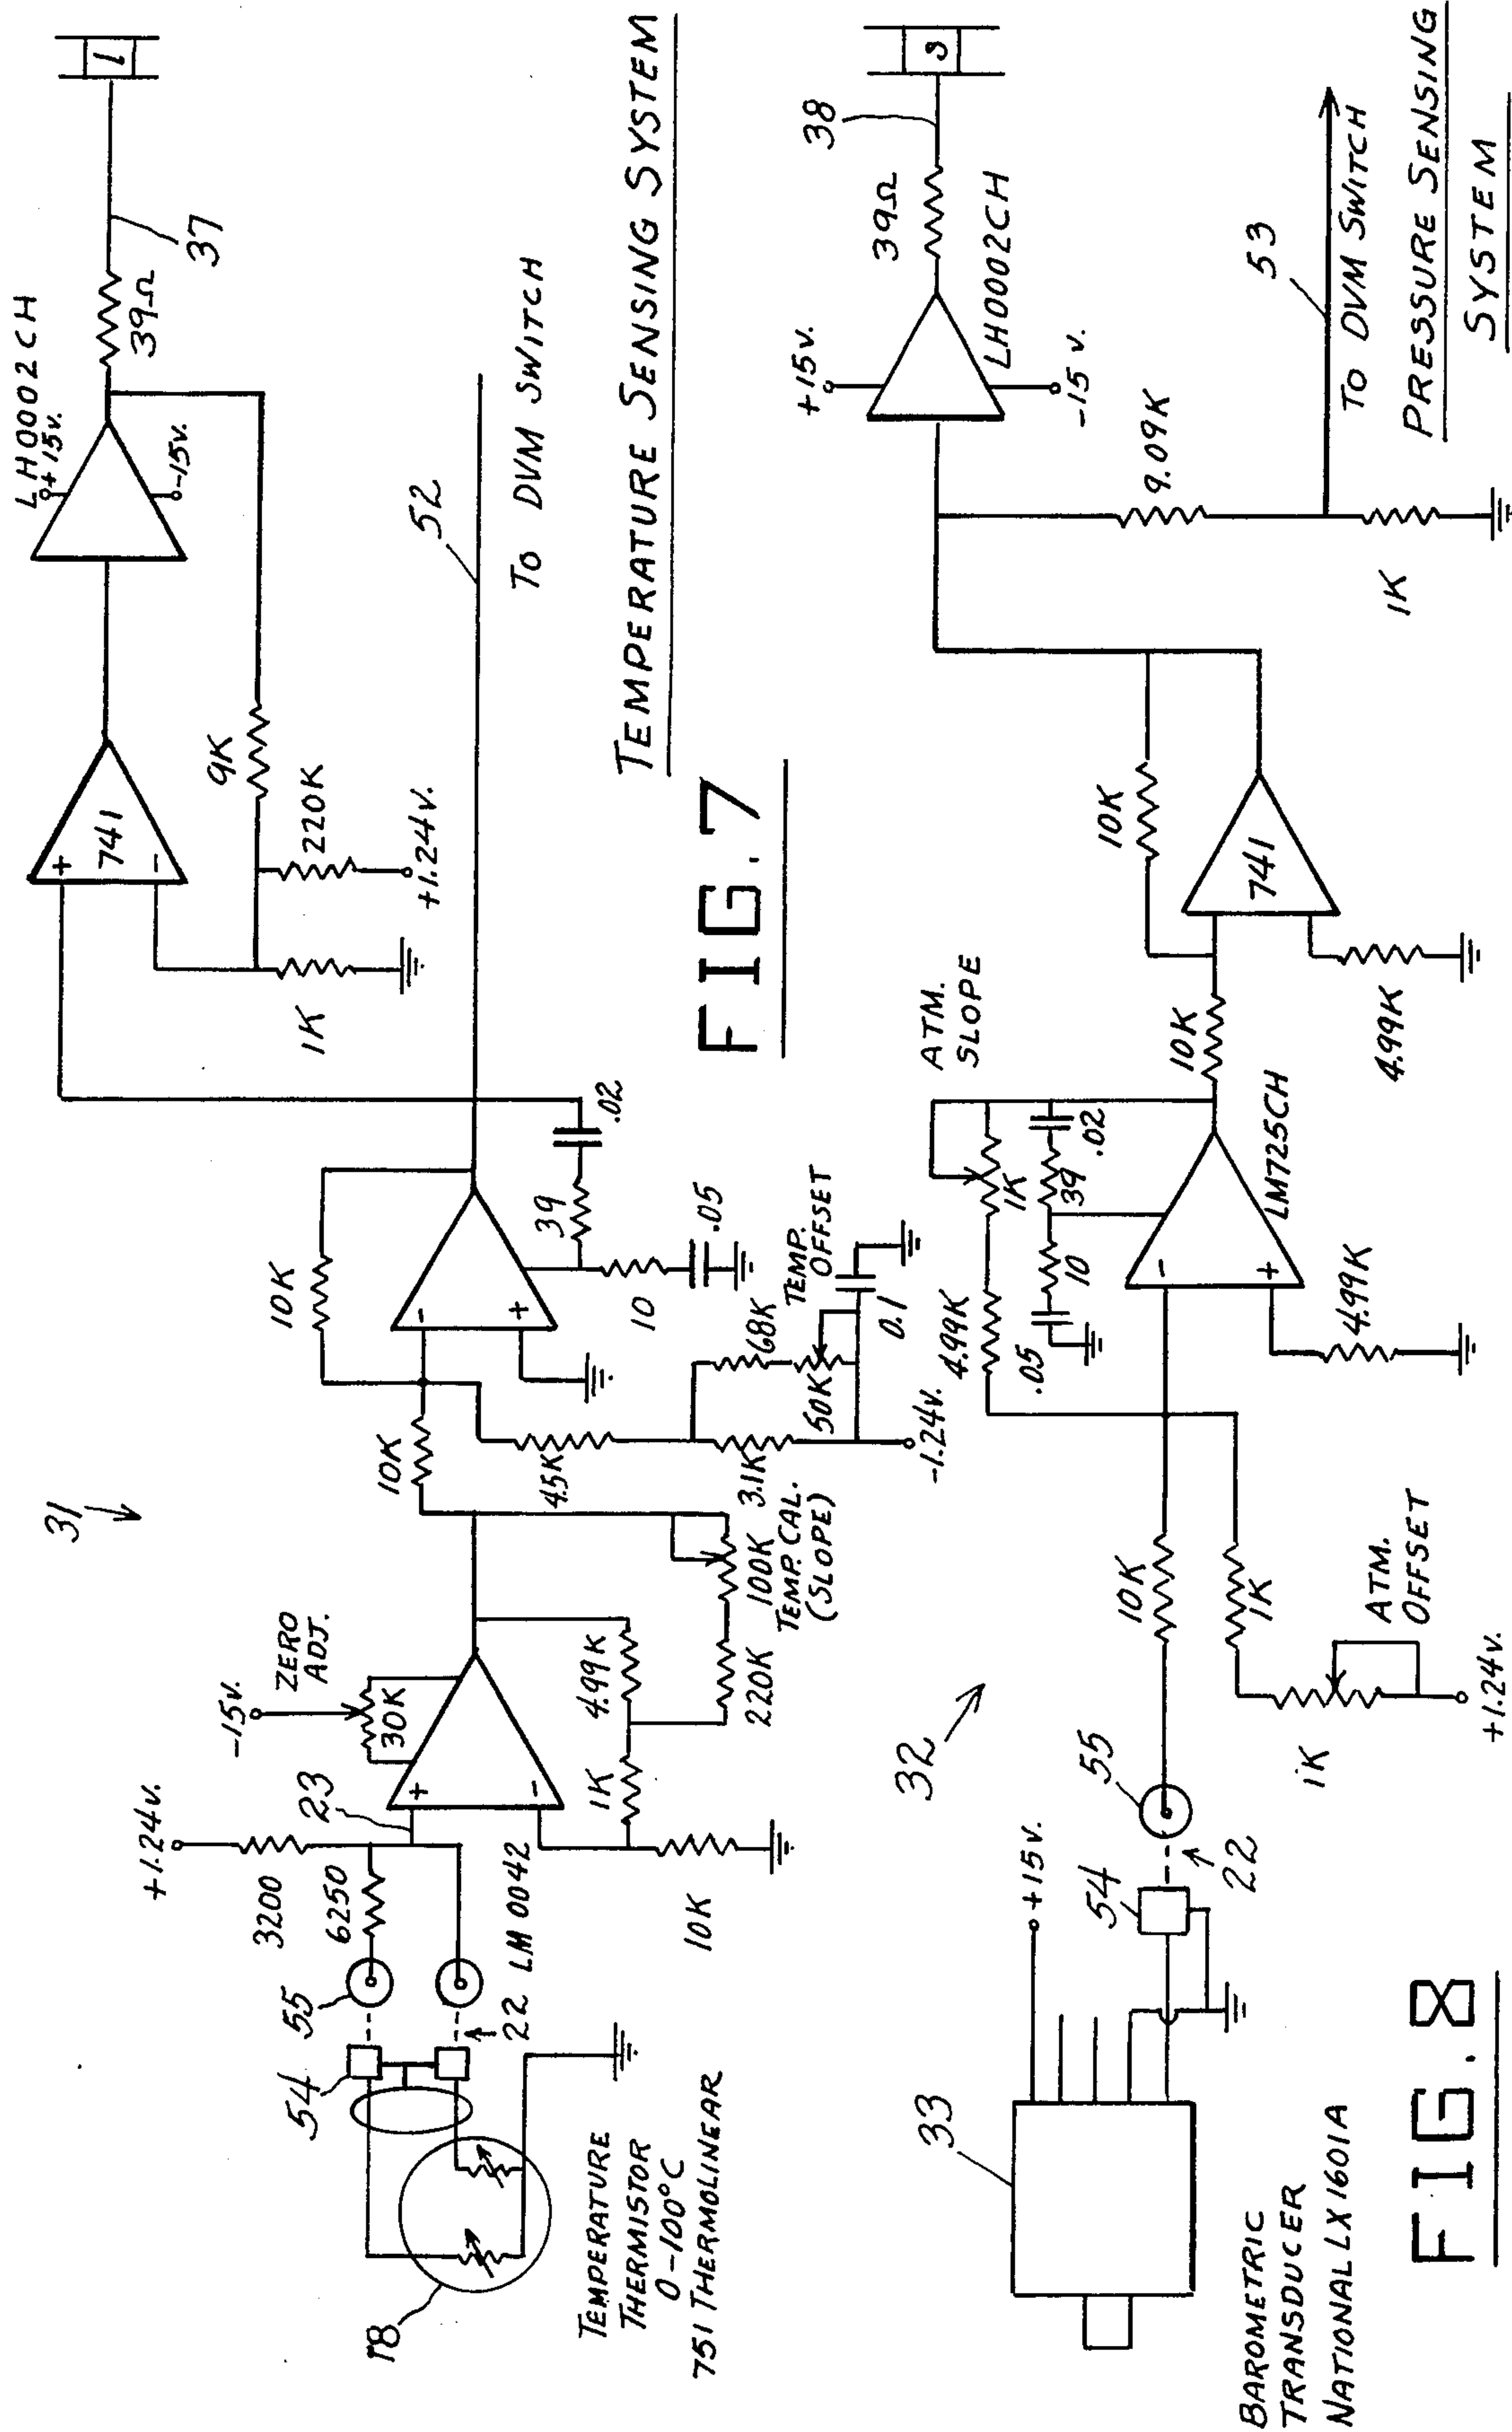 31
+1.24v.
3200
6250
55
54
22
LM 0042
23
-15v.
ZERO
ADJ.
30K
+
-
1K
4.99K
10K
220K
100K
TEMP. CAL.
(SLOPE)
10K
10K
-
+
39
.02
10
.05
45K
3.1K
68K
50K
TEMP.
OFFSET
0.1
-1.24v.
18
TEMPERATURE
THERMISTOR
0-100°C
751 THERMOLINEAR
+
741
-
1K
9K
220K
+1.24v.
LH0002CH
+15v.
-15v.
39Ω
37
1
52
TO DVM SWITCH
TEMPERATURE SENSING SYSTEM
FIG. 7
32
33
+15v.
54
22
55
BAROMETRIC
TRANSDUCER
NATIONAL LX1601A
10K
1K
1K
ATM.
OFFSET
+1.24v.
4.99K
1K
ATM.
SLOPE
.05
10
39
.02
-
+
LM725CH
4.99K
10K
10K
741
4.99K
+15v.
-15v.
LH0002CH
39Ω
38
3
9.09K
1K
53
TO DVM SWITCH
PRESSURE SENSING
SYSTEM
FIG. 8